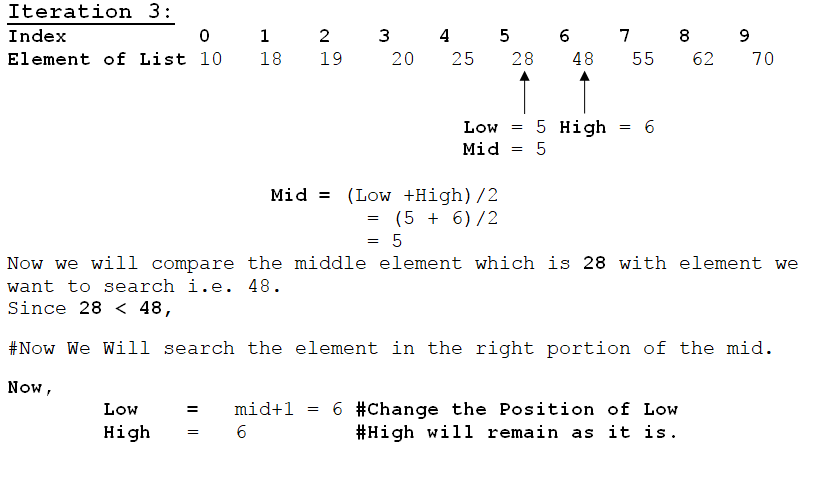 Iteration 3:
Index 0 1 2 3 4 5 6 7 8 9
Element of List 10 18 19 20 25 28 48 55 62 70
Low = 5 High = 6
Mid = 5
Mid = (Low +High)/2
= (5 + 6)/2
= 5
Now we will compare the middle element which is 28 with element we
want to search i.e. 48.
Since 28 < 48,
#Now We Will search the element in the right portion of the mid.
Now,
Low = mid+1 = 6 #Change the Position of Low
High = 6 #High will remain as it is.